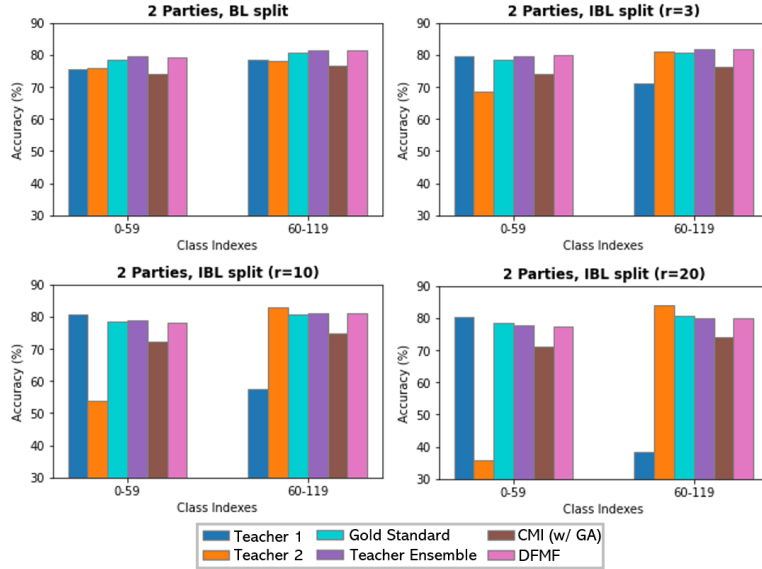 2 Parties, BL split
90
80
70
60
50
40
30
Accuracy (%)
0-59
60-119
Class Indexes
2 Parties, IBL split (r=3)
90
80
70
60
50
40
30
Accuracy (%)
0-59
60-119
Class Indexes
2 Parties, IBL split (r=10)
90
80
70
60
50
40
30
Accuracy (%)
0-59
60-119
Class Indexes
2 Parties, IBL split (r=20)
90
80
70
60
50
40
30
Accuracy (%)
0-59
60-119
Class Indexes
Teacher 1
Gold Standard
CMI (w/ GA)
Teacher 2
Teacher Ensemble
DFMF